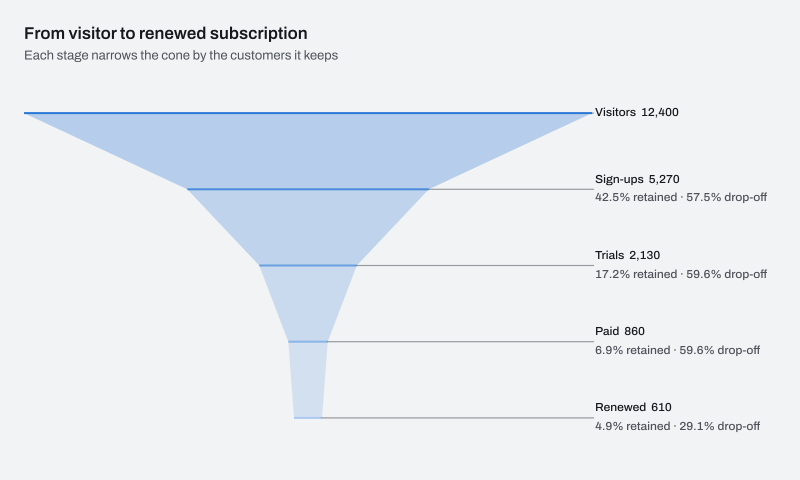 From visitor to renewed subscription
Each stage narrows the cone by the customers it keeps
Visitors 12,400
Sign-ups 5,270
42.5% retained · 57.5% drop-off
Trials 2,130
17.2% retained · 59.6% drop-off
Paid 860
6.9% retained · 59.6% drop-off
Renewed 610
4.9% retained · 29.1% drop-off